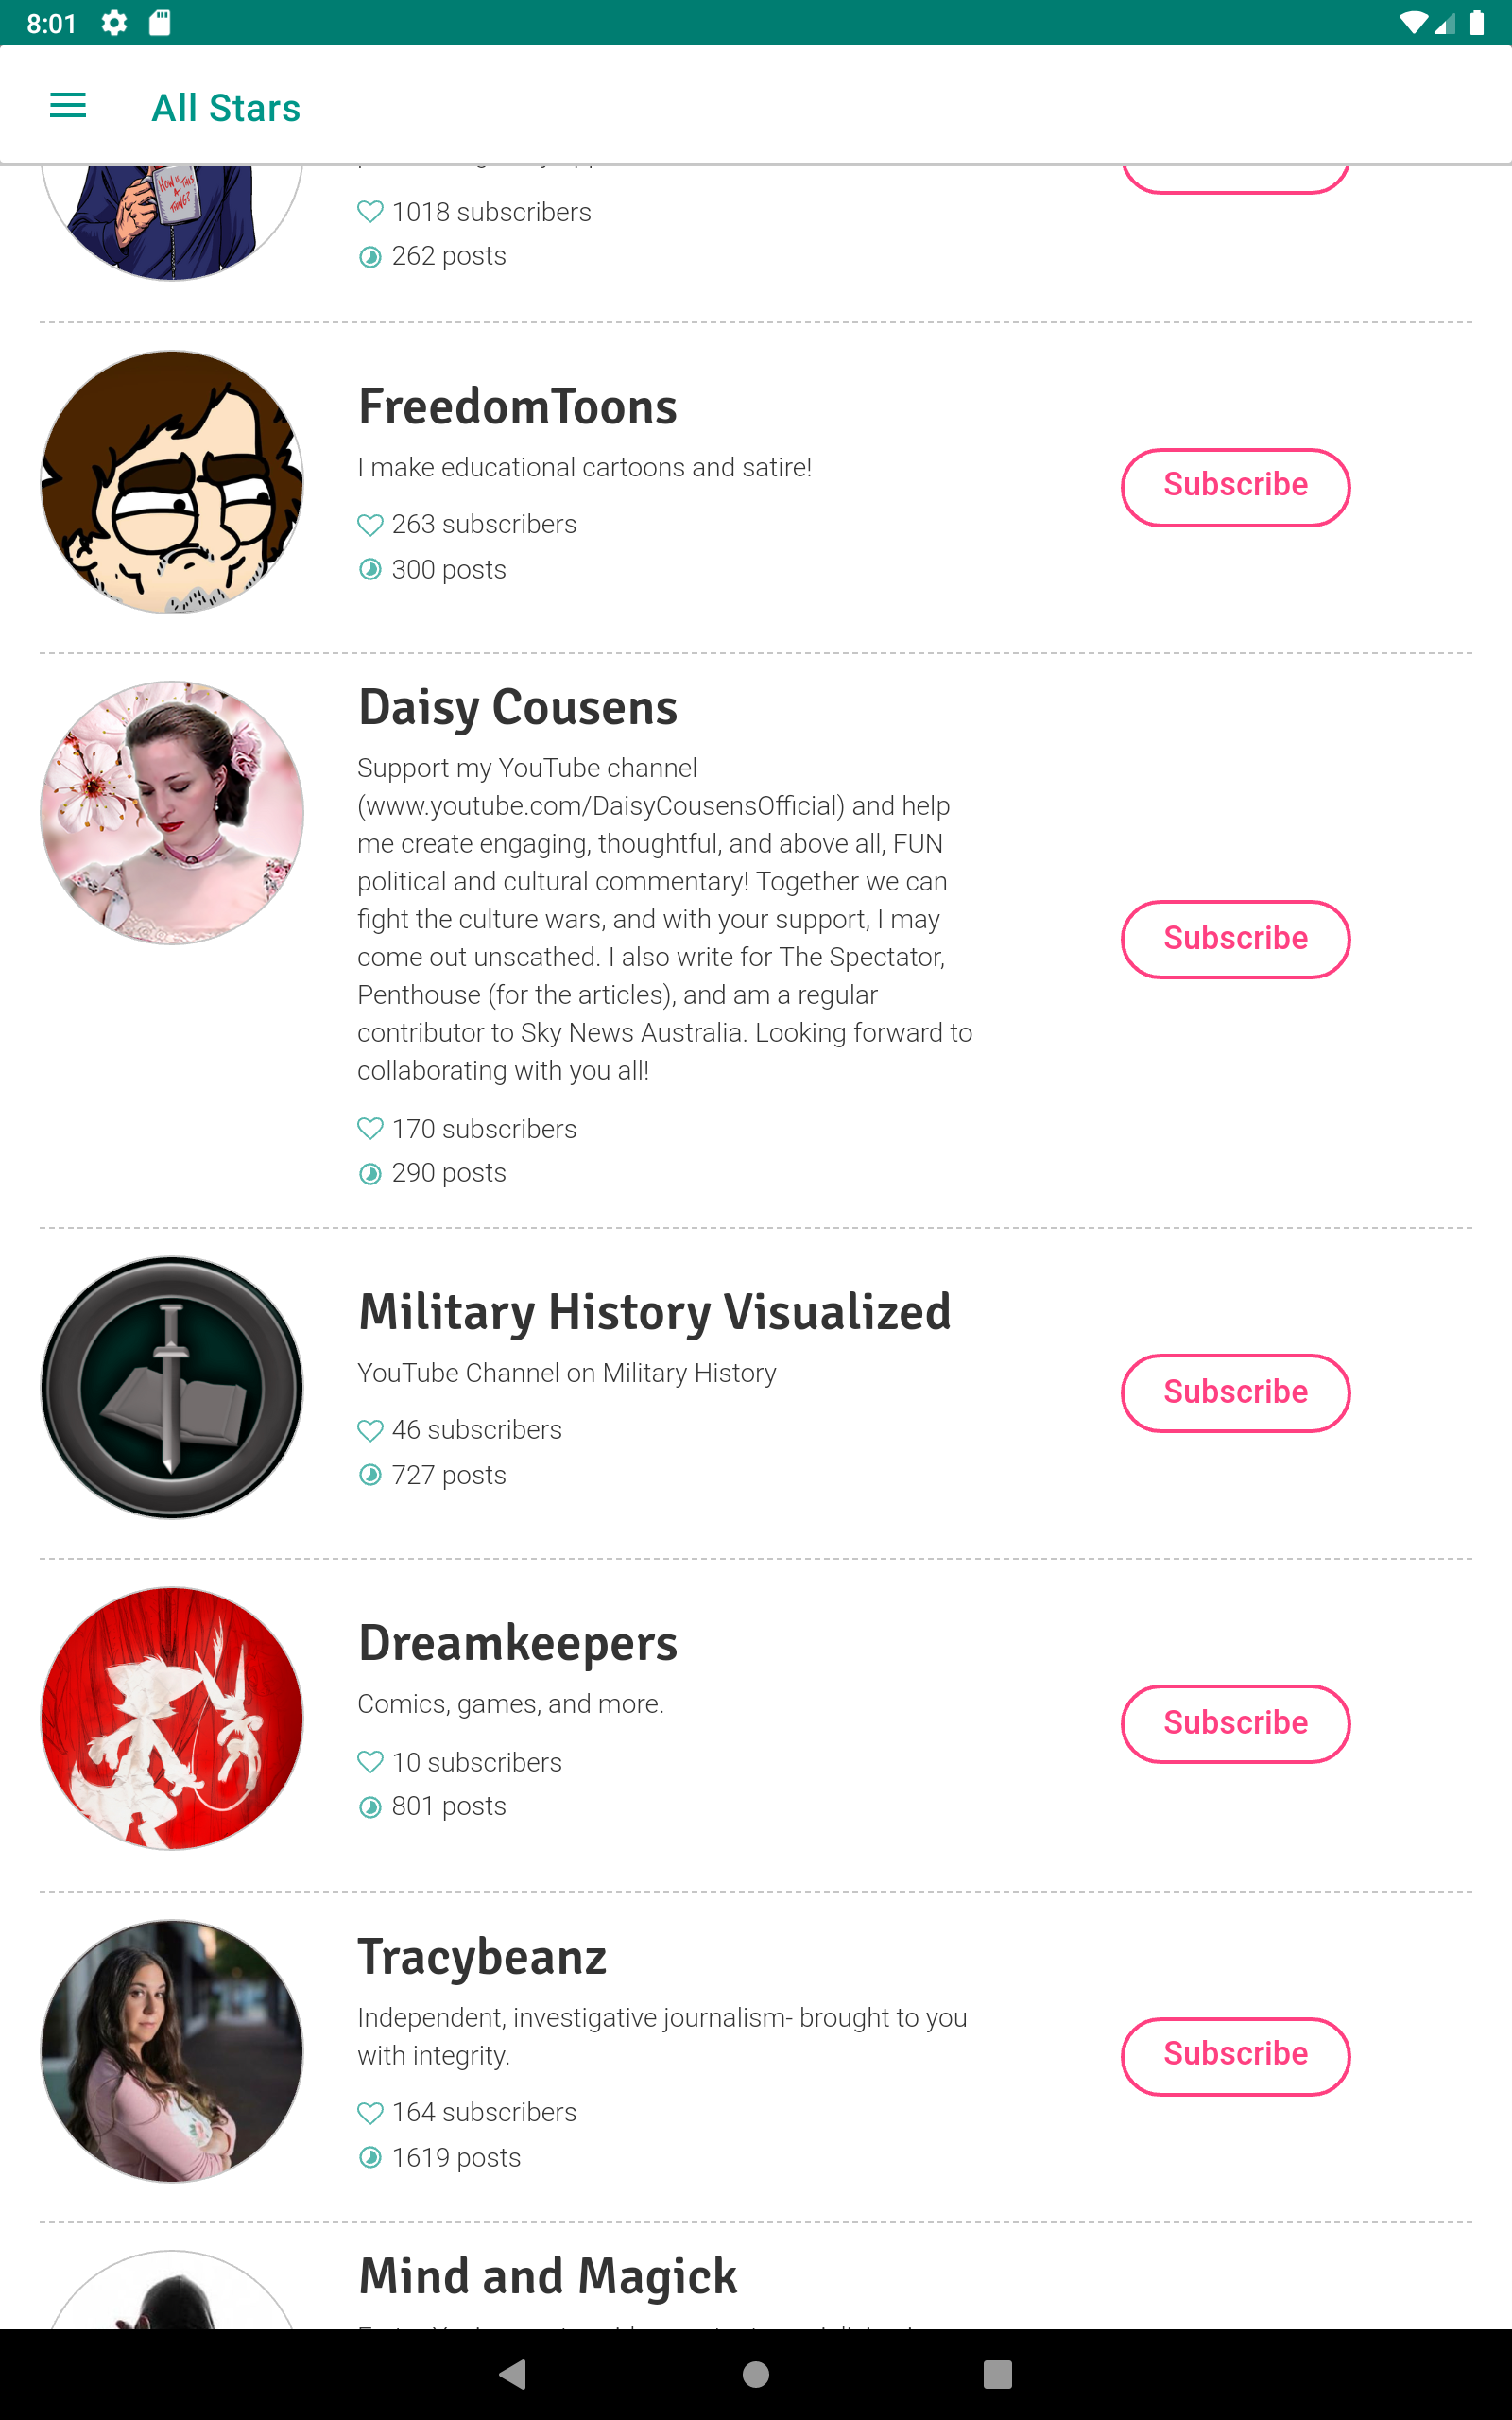 8:01
All Stars
HOW IS THIS A THING?
1018 subscribers
262 posts
FreedomToons
I make educational cartoons and satire!
263 subscribers
300 posts
Subscribe
Daisy Cousens
Support my YouTube channel
(www.youtube.com/DaisyCousensOfficial) and help
me create engaging, thoughtful, and above all, FUN
political and cultural commentary! Together we can
fight the culture wars, and with your support, I may
come out unscathed. I also write for The Spectator,
Penthouse (for the articles), and am a regular
contributor to Sky News Australia. Looking forward to
collaborating with you all!
170 subscribers
290 posts
Subscribe
Military History Visualized
YouTube Channel on Military History
46 subscribers
727 posts
Subscribe
Dreamkeepers
Comics, games, and more.
10 subscribers
801 posts
Subscribe
Tracybeanz
Independent, investigative journalism- brought to you
with integrity.
164 subscribers
1619 posts
Subscribe
Mind and Magick